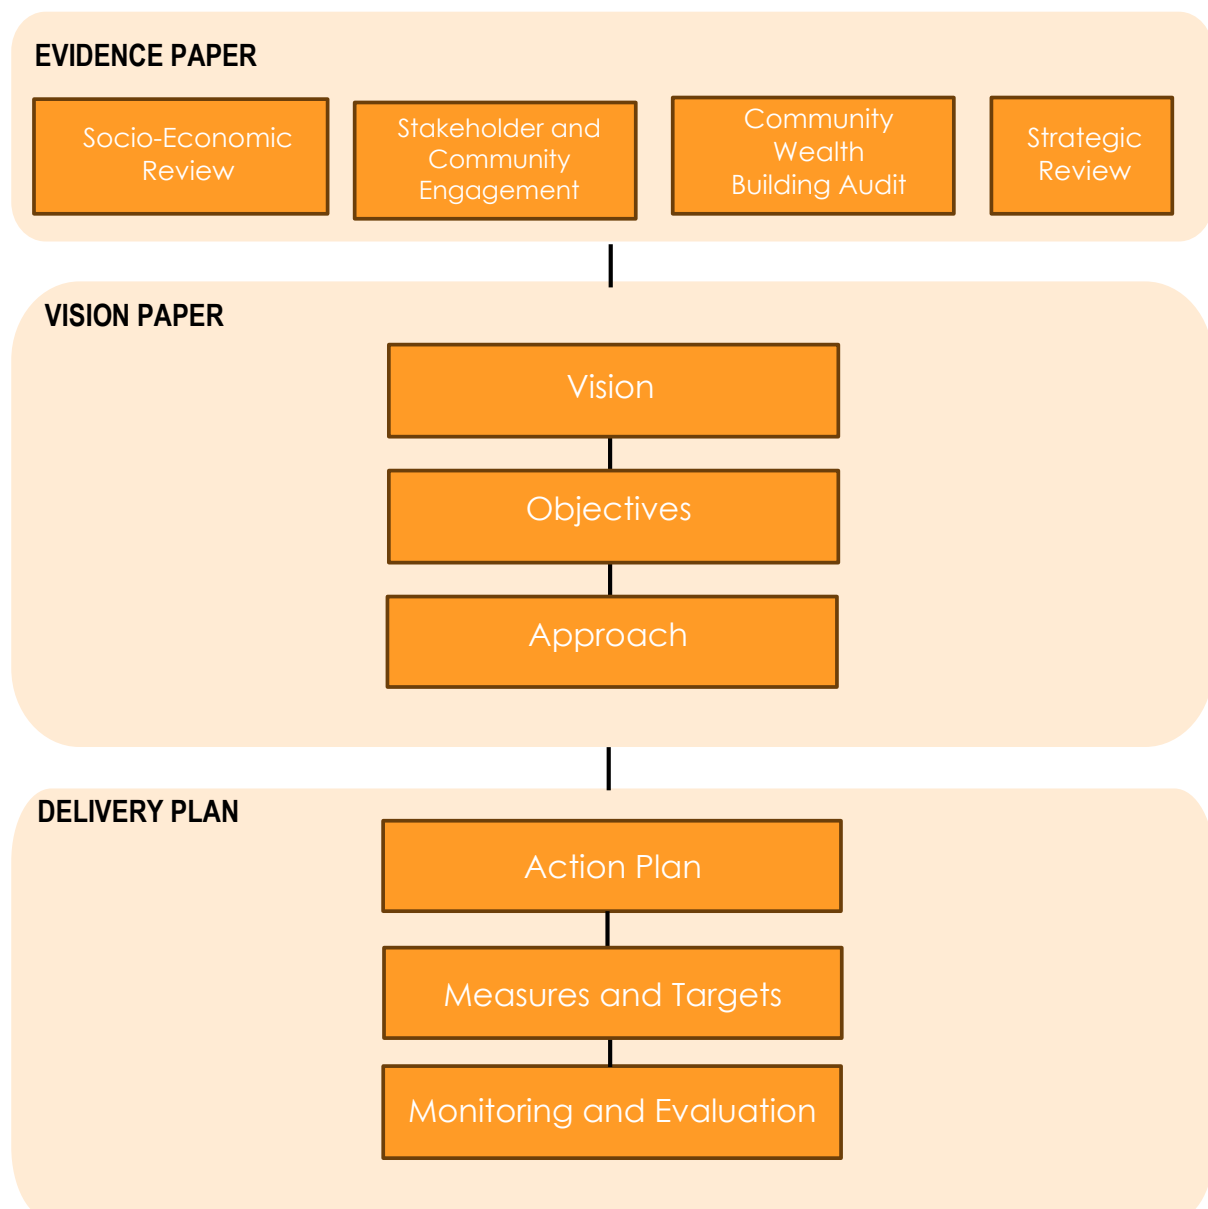 EVIDENCE PAPER
Socio-Economic
Review
Stakeholder and
Community
Engagement
Community
Wealth
Building Audit
Strategic
Review
VISION PAPER
Vision
Objectives
Approach
DELIVERY PLAN
Action Plan
Measures and Targets
Monitoring and Evaluation